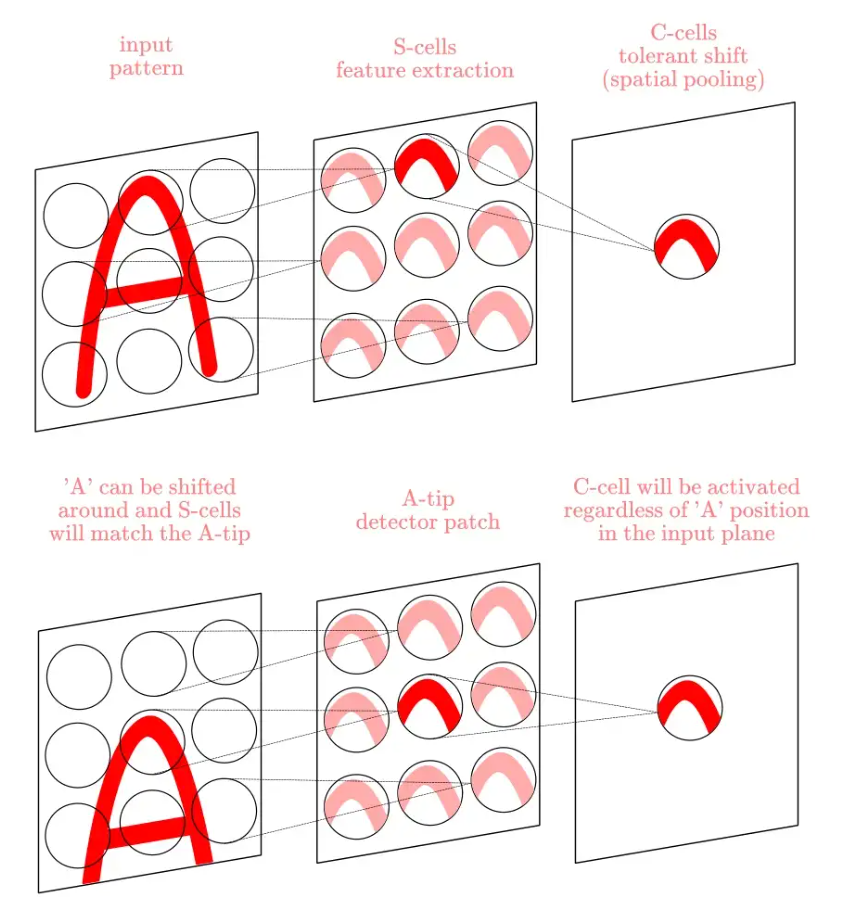 input
pattern
S-cells
feature extraction
C-cells
tolerant shift
(spatial pooling)
'A' can be shifted
around and S-cells
will match the A-tip
A-tip
detector patch
C-cell will be activated
regardless of 'A' position
in the input plane